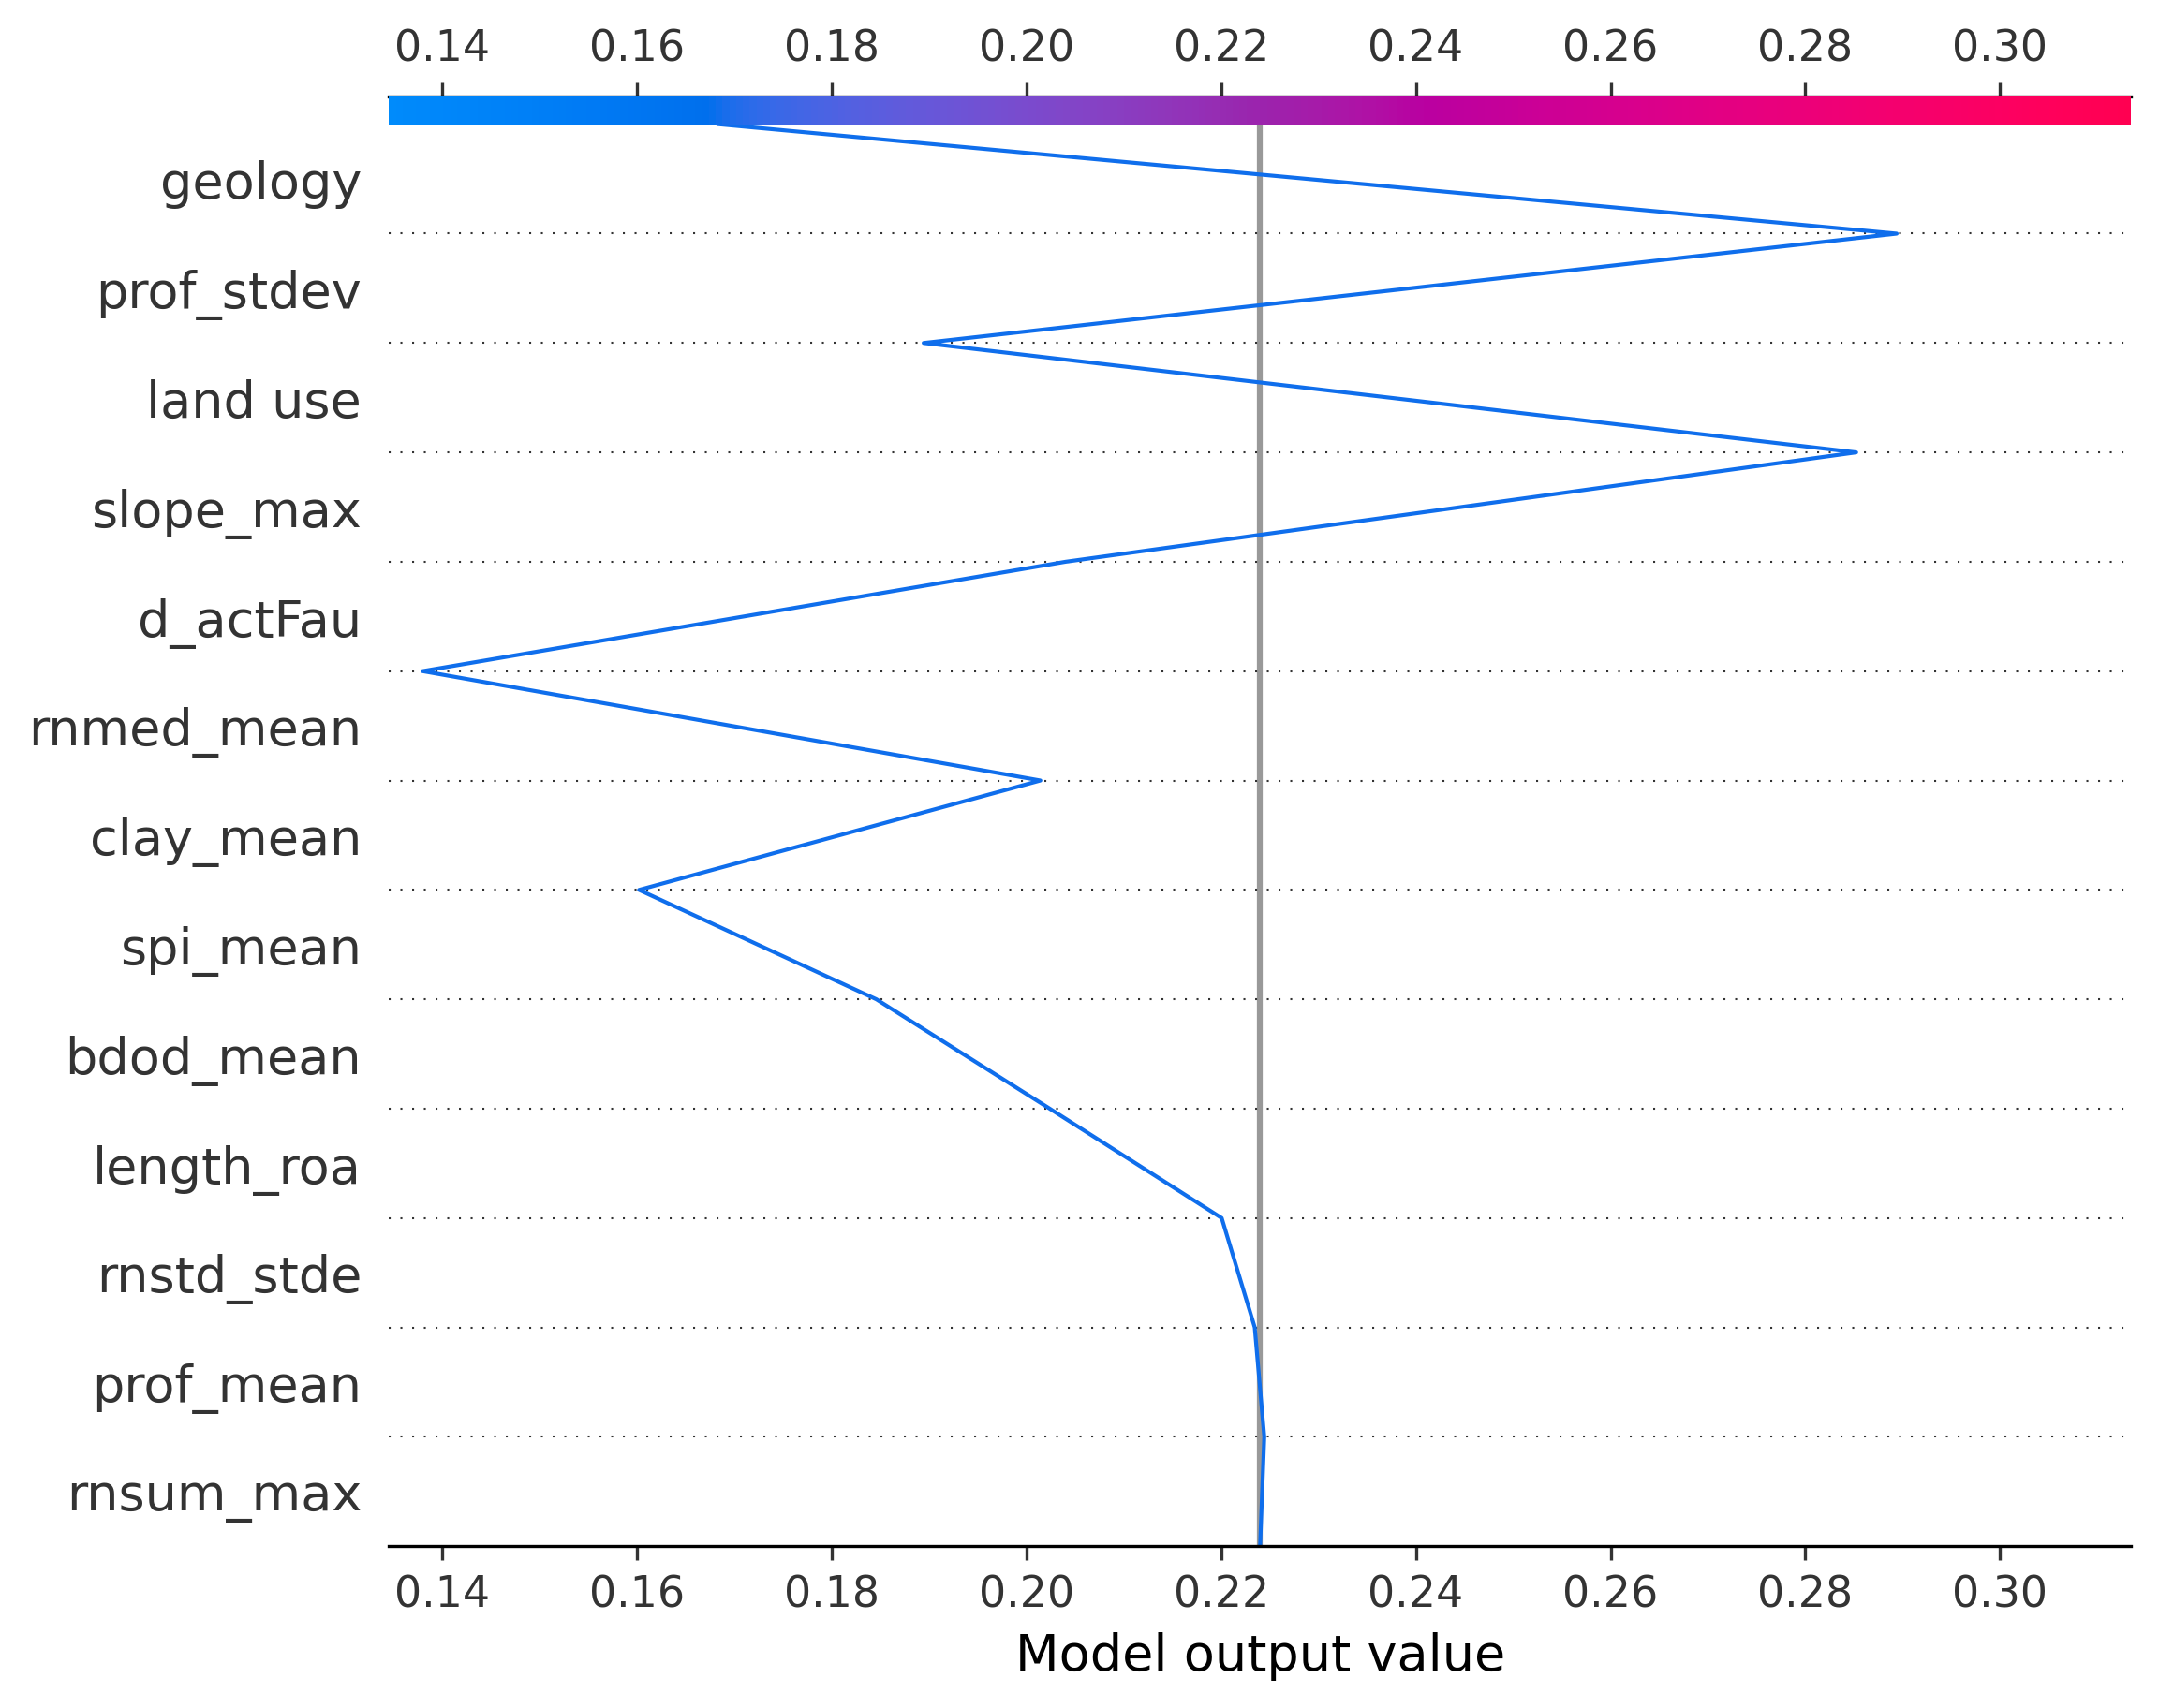 0.14 0.16 0.18 0.20 0.22 0.24 0.26 0.28 0.30
geology
prof_stdev
land use
slope_max
d_actFau
rnmed_mean
clay_mean
spi_mean
bdod_mean
length_roa
rnstd_stde
prof_mean
rnsum_max
0.14 0.16 0.18 0.20 0.22 0.24 0.26 0.28 0.30
Model output value